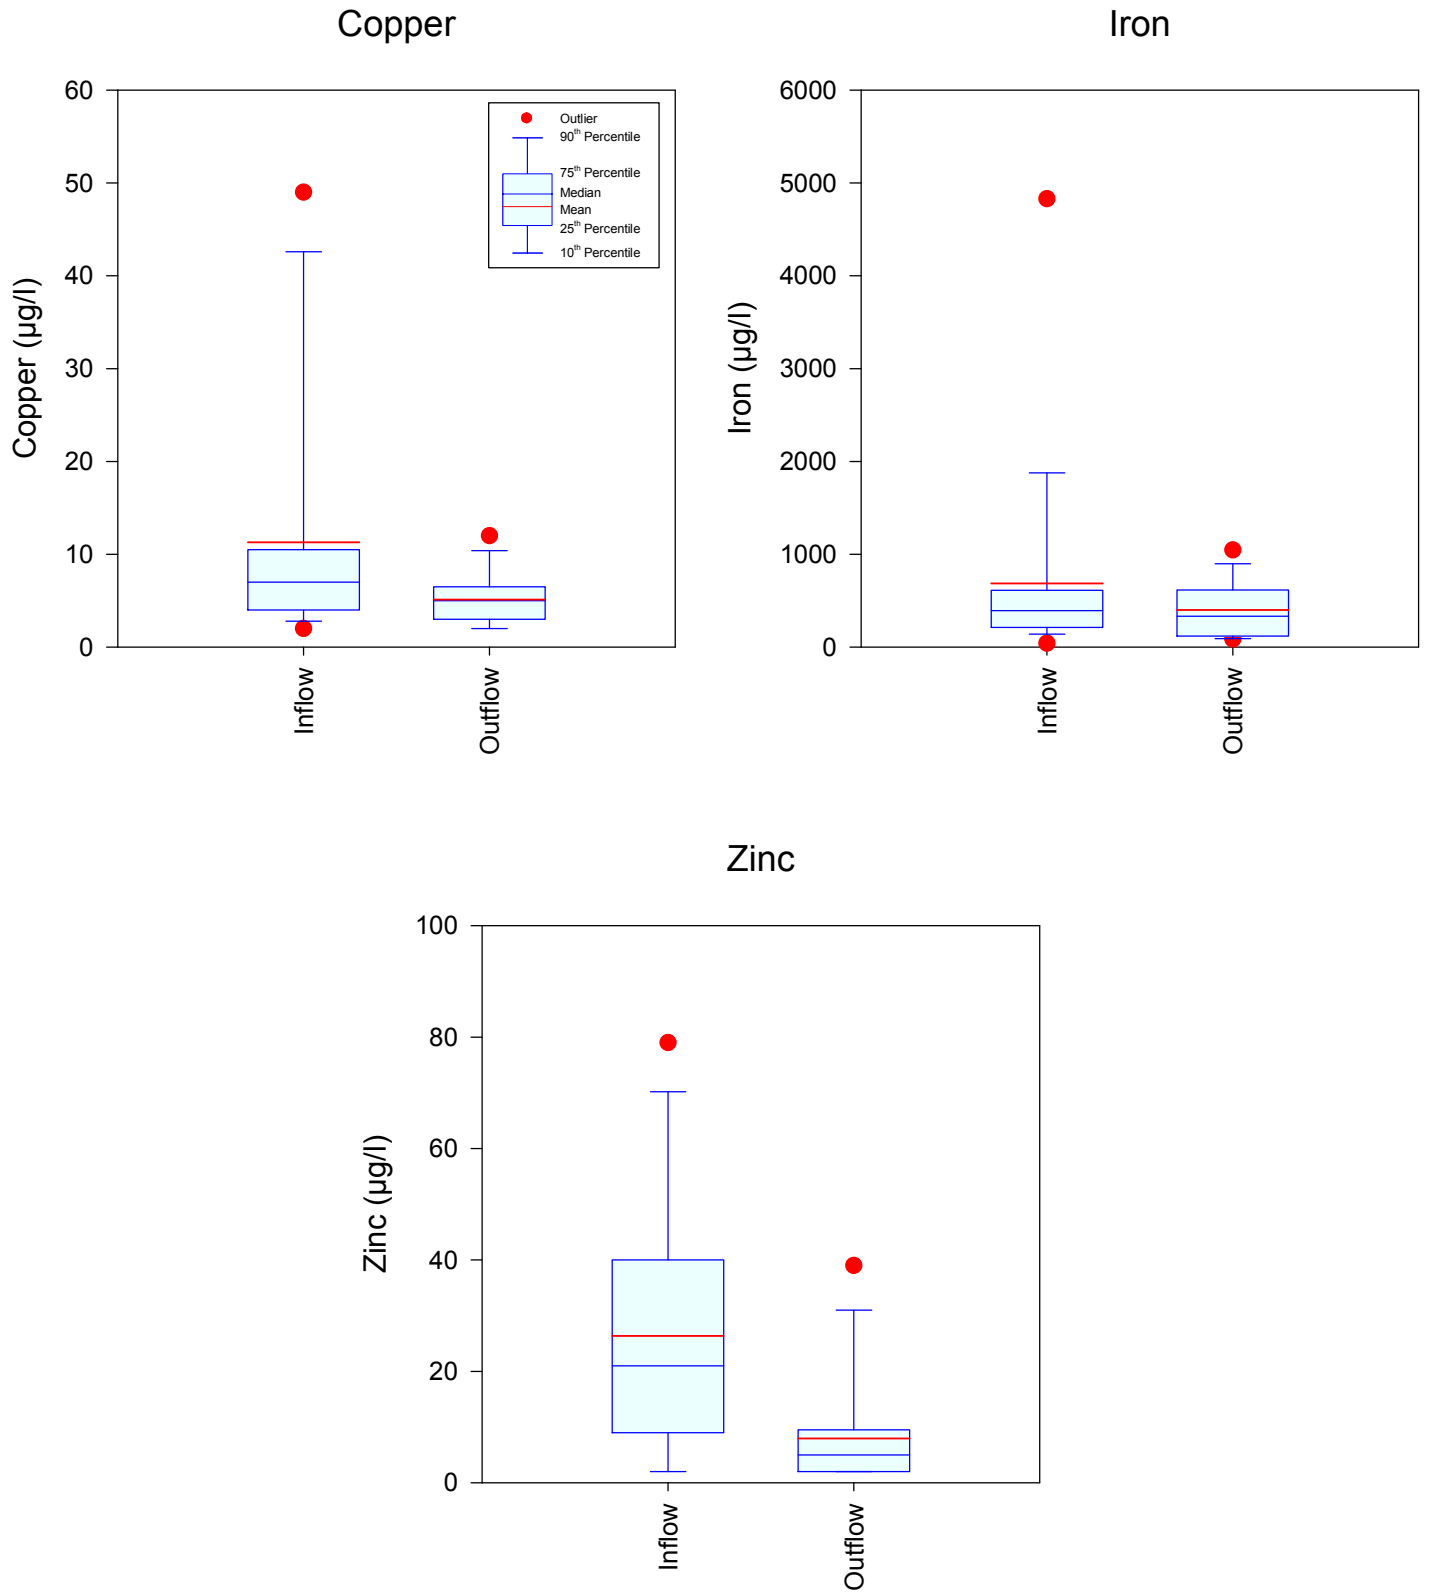 Copper
60
50
40
30
20
10
0
Copper (µg/l)
Outlier
90th Percentile
75th Percentile
Median
Mean
25th Percentile
10th Percentile
Inflow
Outflow
Iron
6000
5000
4000
3000
2000
1000
0
Iron (µg/l)
Inflow
Outflow
Zinc
100
80
60
40
20
0
Zinc (µg/l)
Inflow
Outflow